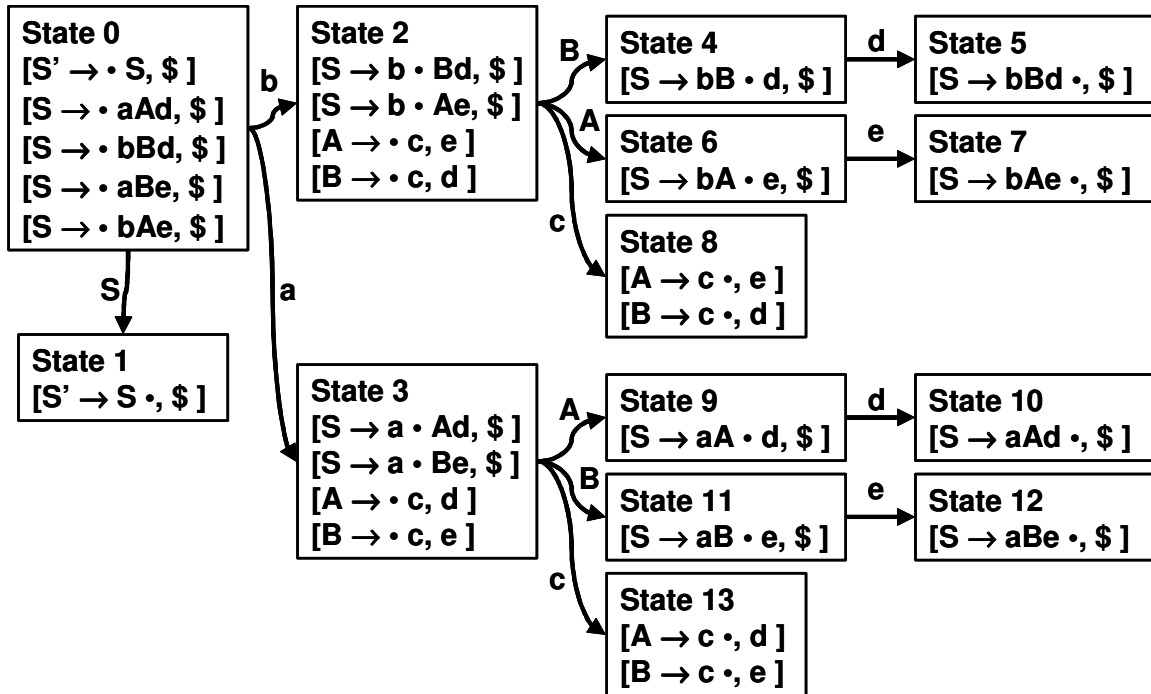 State 0
[S’ → • S, $ ]
[S → • aAd, $ ]
[S → • bBd, $ ]
[S → • aBe, $ ]
[S → • bAe, $ ]
S
State 1
[S’ → S •, $ ]
b
a
State 2
[S → b • Bd, $ ]
[S → b • Ae, $ ]
[A → • c, e ]
[B → • c, d ]
B
A
c
State 4
[S → bB • d, $ ]
d
State 5
[S → bBd •, $ ]
State 6
[S → bA • e, $ ]
e
State 7
[S → bAe •, $ ]
State 8
[A → c •, e ]
[B → c •, d ]
State 3
[S → a • Ad, $ ]
[S → a • Be, $ ]
[A → • c, d ]
[B → • c, e ]
A
B
c
State 9
[S → aA • d, $ ]
d
State 10
[S → aAd •, $ ]
State 11
[S → aB • e, $ ]
e
State 12
[S → aBe •, $ ]
State 13
[A → c •, d ]
[B → c •, e ]